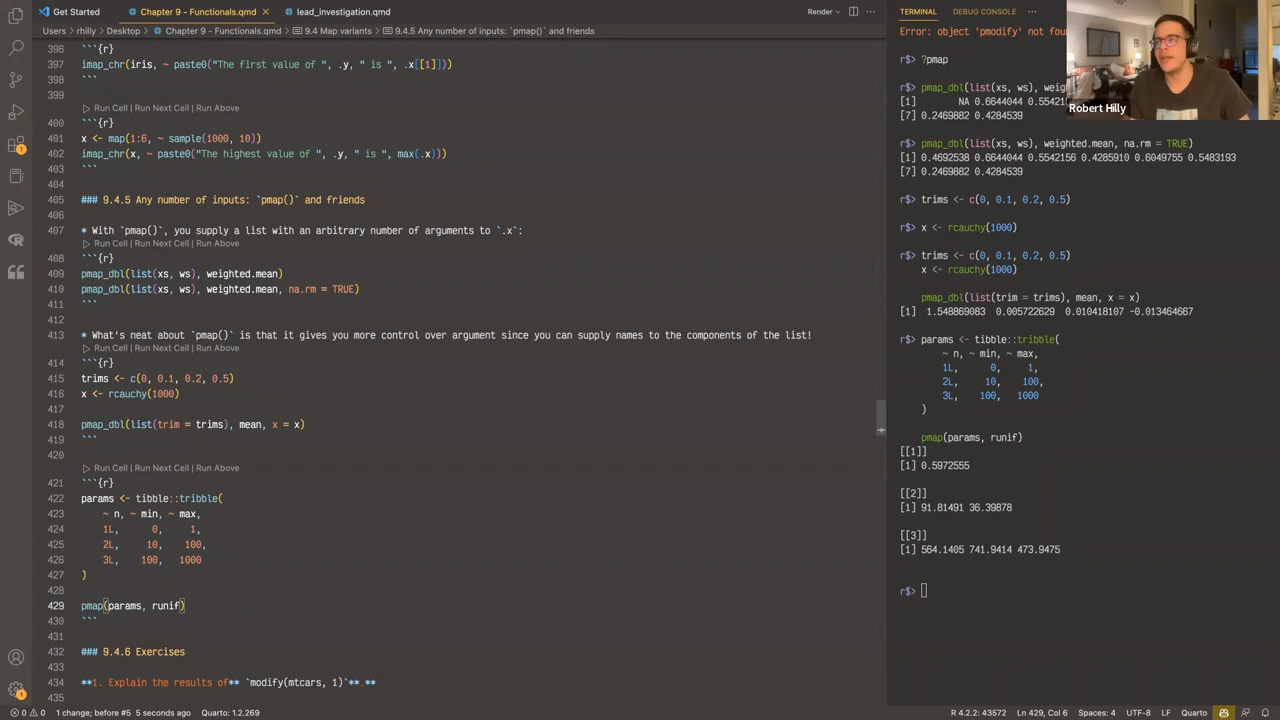 Get Started
Chapter 9 - Functionals.qmd
lead_investigation.qmd
Render
TERMINAL
DEBUG CONSOLE
Users > rhilly > Desktop > Chapter 9 - Functionals.qmd > 9.4 Map variants > 9.4.5 Any number of inputs: `pmap()` and friends
396 ```{r}
397 imap_chr(iris, ~ paste0("The first value of ", .y, " is ", .x[[1]]))
398 ```
399
Run Cell | Run Next Cell | Run Above
400 ```{r}
401 x <- map(1:6, ~ sample(1000, 10))
402 imap_chr(x, ~ paste0("The highest value of ", .y, " is ", max(.x)))
403 ```
404
405 ### 9.4.5 Any number of inputs: `pmap()` and friends
406
407 * With `pmap()`, you supply a list with an arbitrary number of arguments to `.x`:
Run Cell | Run Next Cell | Run Above
408 ```{r}
409 pmap_dbl(list(xs, ws), weighted.mean)
410 pmap_dbl(list(xs, ws), weighted.mean, na.rm = TRUE)
411 ```
412
413 * What's neat about `pmap()` is that it gives you more control over argument since you can supply names to the components of the list!
Run Cell | Run Next Cell | Run Above
414 ```{r}
415 trims <- c(0, 0.1, 0.2, 0.5)
416 x <- rcauchy(1000)
417
418 pmap_dbl(list(trim = trims), mean, x = x)
419 ```
420
Run Cell | Run Next Cell | Run Above
421 ```{r}
422 params <- tibble::tribble(
423 ~ n, ~ min, ~ max,
424 1L, 0, 1,
425 2L, 10, 100,
426 3L, 100, 1000
427 )
428
429 pmap(params, runif)
430 ```
431
432 ### 9.4.6 Exercises
433
434 **1. Explain the results of** `modify(mtcars, 1)`**.**
435
Error: object 'pmodify' not fou
r$> ?pmap
r$> pmap_dbl(list(xs, ws), weigh
[1] NA 0.6644044 0.5542
[7] 0.2469882 0.4284539
r$> pmap_dbl(list(xs, ws), weighted.mean, na.rm = TRUE)
[1] 0.4692538 0.6644044 0.5542156 0.4285910 0.6049755 0.5483193
[7] 0.2469882 0.4284539
r$> trims <- c(0, 0.1, 0.2, 0.5)
r$> x <- rcauchy(1000)
r$> trims <- c(0, 0.1, 0.2, 0.5)
x <- rcauchy(1000)
pmap_dbl(list(trim = trims), mean, x = x)
[1] 1.548869083 0.005722629 0.010418107 -0.013464667
r$> params <- tibble::tribble(
~ n, ~ min, ~ max,
1L, 0, 1,
2L, 10, 100,
3L, 100, 1000
)
pmap(params, runif)
[[1]]
[1] 0.5972555
[[2]]
[1] 91.81491 36.39878
[[3]]
[1] 564.1405 741.9414 473.9475
r$>
Robert Hilly
0 0 1 change; before #5 5 seconds ago Quarto: 1.2.269
R 4.2.2: 43572 Ln 429, Col 6 Spaces: 4 UTF-8 LF Quarto